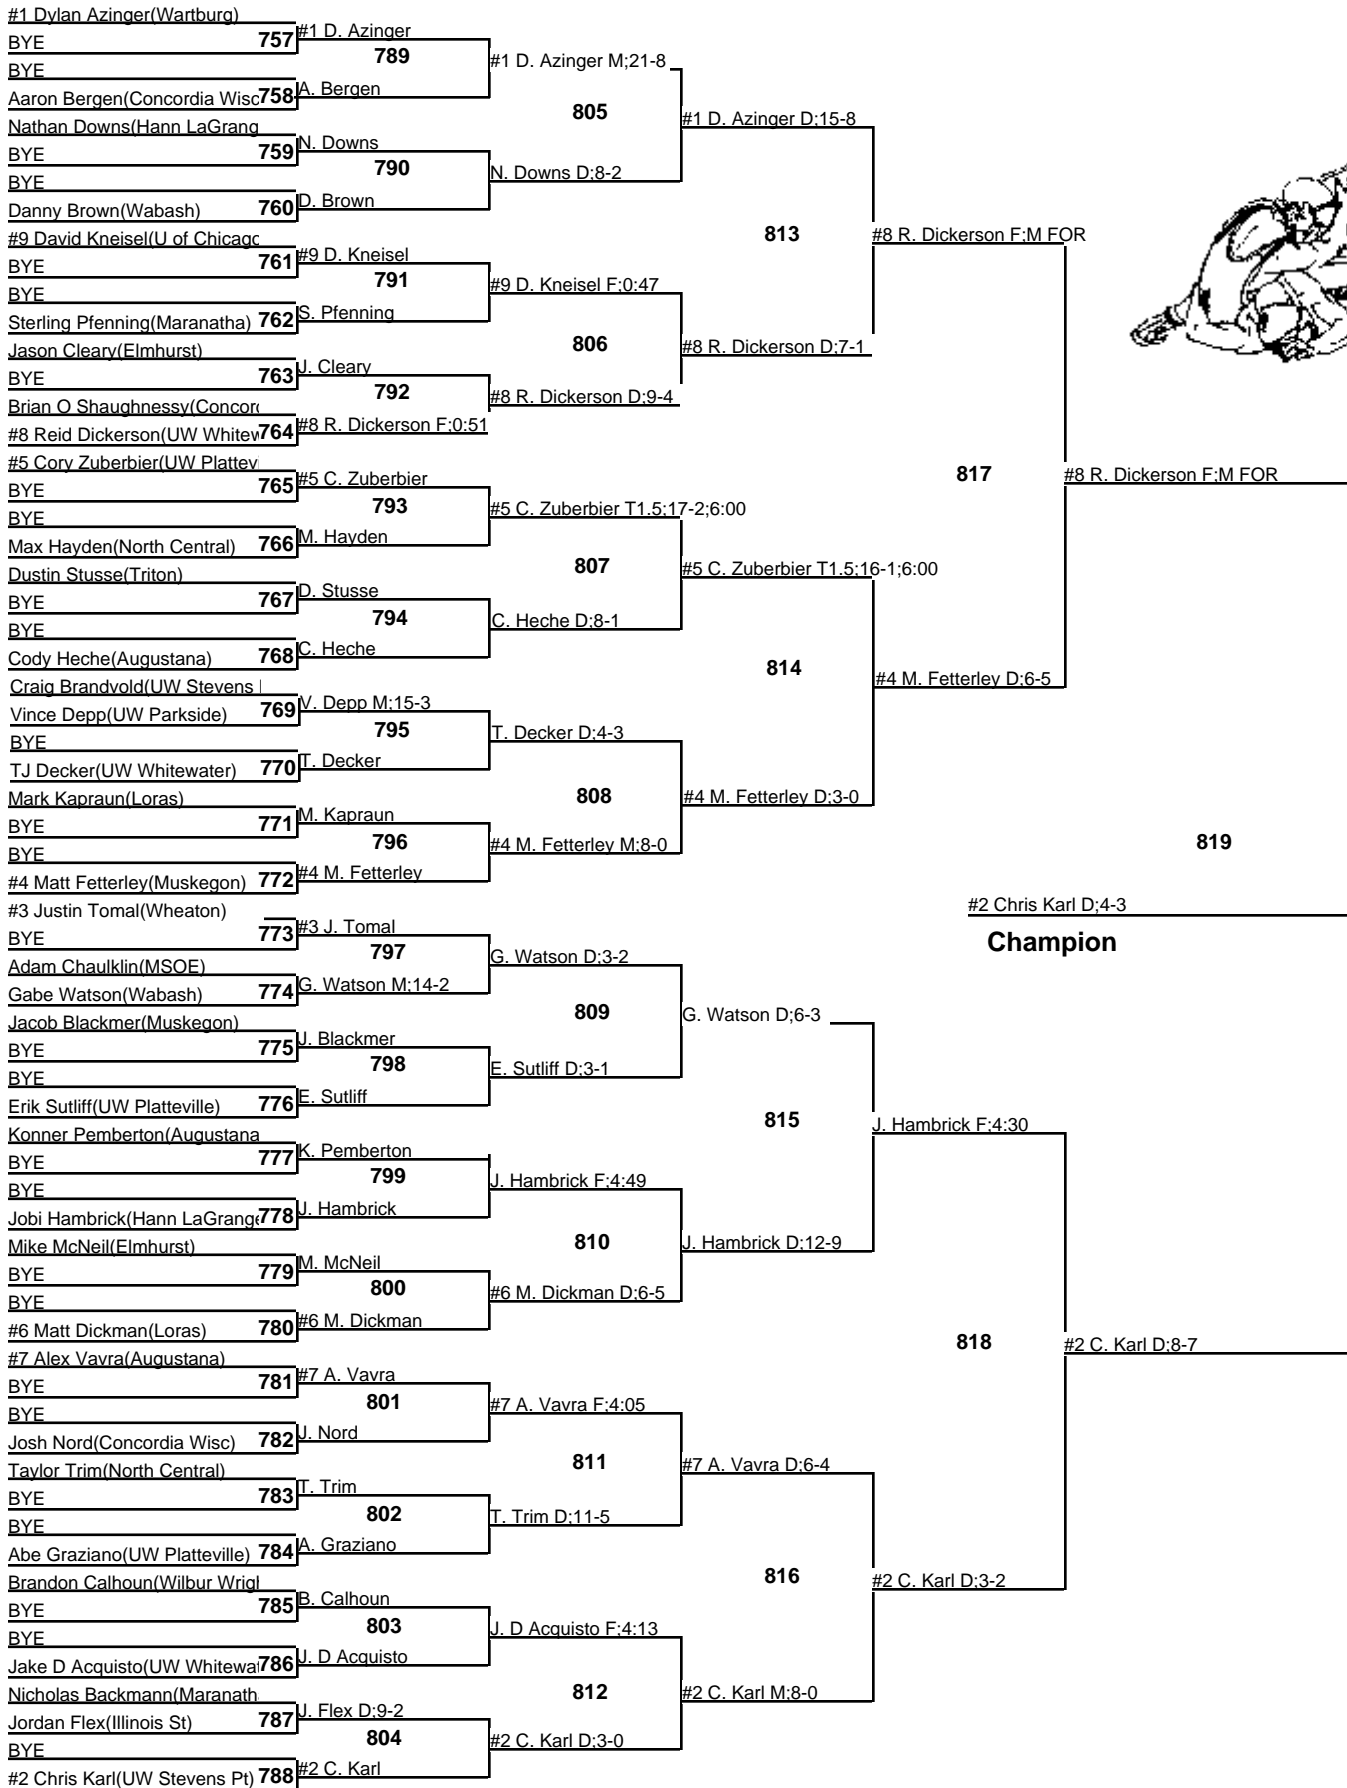 #1 Dylan Azinger(Wartburg)
BYE
757
BYE
Aaron Bergen(Concordia Wisc
758
Nathan Downs(Hann LaGrang
BYE
759
BYE
Danny Brown(Wabash)
760
#9 David Kneisel(U of Chicago
BYE
761
BYE
Sterling Pfenning(Maranatha)
762
Jason Cleary(Elmhurst)
BYE
763
Brian O Shaughnessy(Concord
#8 Reid Dickerson(UW Whitew
764
#5 Cory Zuberbier(UW Plattevi
BYE
765
BYE
Max Hayden(North Central)
766
Dustin Stusse(Triton)
BYE
767
BYE
Cody Heche(Augustana)
768
Craig Brandvold(UW Stevens
Vince Depp(UW Parkside)
769
BYE
TJ Decker(UW Whitewater)
770
Mark Kapraun(Loras)
BYE
771
BYE
#4 Matt Fetterley(Muskegon)
772
#3 Justin Tomal(Wheaton)
BYE
773
Adam Chaulklin(MSOE)
Gabe Watson(Wabash)
774
Jacob Blackmer(Muskegon)
BYE
775
BYE
Erik Sutliff(UW Platteville)
776
Konner Pemberton(Augustana
BYE
777
BYE
Jobi Hambrick(Hann LaGrange
778
Mike McNeil(Elmhurst)
BYE
779
BYE
#6 Matt Dickman(Loras)
780
#7 Alex Vavra(Augustana)
BYE
781
BYE
Josh Nord(Concordia Wisc)
782
Taylor Trim(North Central)
BYE
783
BYE
Abe Graziano(UW Platteville)
784
Brandon Calhoun(Wilbur Wrigh
BYE
785
BYE
Jake D Acquisto(UW Whitewat
786
Nicholas Backmann(Maranath
Jordan Flex(Illinois St)
787
BYE
#2 Chris Karl(UW Stevens Pt)
788
#1 D. Azinger
789
A. Bergen
N. Downs
790
D. Brown
#9 D. Kneisel
791
S. Pfenning
J. Cleary
792
#8 R. Dickerson F;0:51
#5 C. Zuberbier
793
M. Hayden
D. Stusse
794
C. Heche
V. Depp M;15-3
795
T. Decker
M. Kapraun
796
#4 M. Fetterley
#3 J. Tomal
797
G. Watson M;14-2
J. Blackmer
798
E. Sutliff
K. Pemberton
799
J. Hambrick
M. McNeil
800
#6 M. Dickman
#7 A. Vavra
801
J. Nord
T. Trim
802
A. Graziano
B. Calhoun
803
J. D Acquisto
J. Flex D;9-2
804
#2 C. Karl
#1 D. Azinger M;21-8
805
N. Downs D;8-2
#9 D. Kneisel F;0:47
806
#8 R. Dickerson D;9-4
#5 C. Zuberbier T1.5;17-2;6:00
807
C. Heche D;8-1
T. Decker D;4-3
808
#4 M. Fetterley M;8-0
G. Watson D;3-2
809
E. Sutliff D;3-1
J. Hambrick F;4:49
810
#6 M. Dickman D;6-5
#7 A. Vavra F;4:05
811
T. Trim D;11-5
J. D Acquisto F;4:13
812
#2 C. Karl D;3-0
#1 D. Azinger D;15-8
813
#8 R. Dickerson D;7-1
#5 C. Zuberbier T1.5;16-1;6:00
814
#4 M. Fetterley D;3-0
G. Watson D;6-3
815
J. Hambrick D;12-9
#7 A. Vavra D;6-4
816
#2 C. Karl M;8-0
#8 R. Dickerson F;M FOR
817
#4 M. Fetterley D;6-5
J. Hambrick F;4:30
818
#2 C. Karl D;3-2
#8 R. Dickerson F;M FOR
819
#2 C. Karl D;8-7
#2 Chris Karl D;4-3
Champion